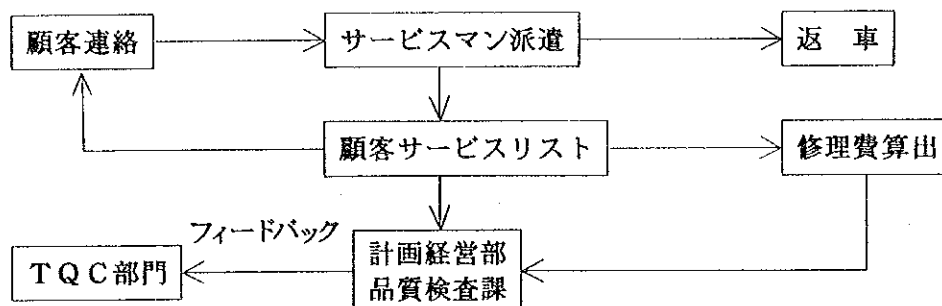 顧客連絡
サービスマン派遣
返 車
顧客サービスリスト
修理費算出
フィードバック
TQC部門
計画経営部
品質検査課